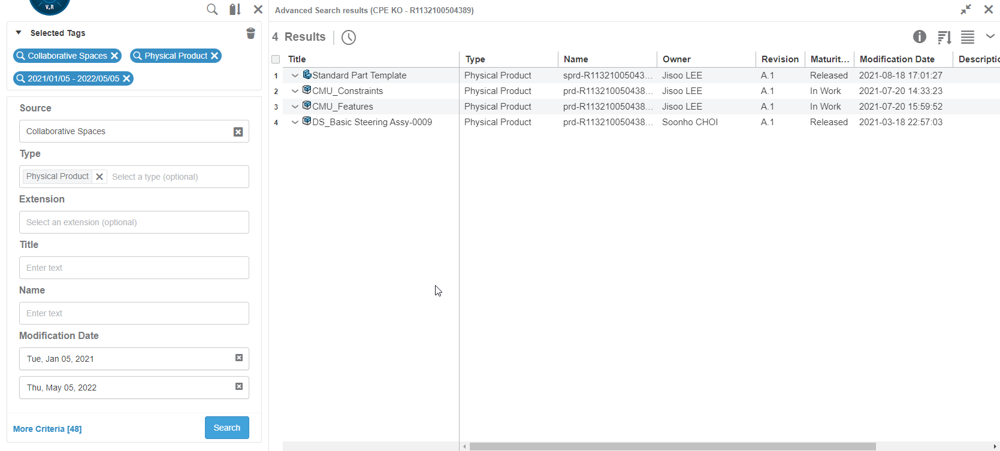 V.R
Selected Tags
Collaborative Spaces
Physical Product
2021/01/05 - 2022/05/05
Source
Collaborative Spaces
Type
Physical Product Select a type (optional)
Extension
Select an extension (optional)
Title
Enter text
Name
Enter text
Modification Date
Tue, Jan 05, 2021
Thu, May 05, 2022
More Criteria [48]
Search
Advanced Search results (CPE KO - R1132100504389)
4 Results
Title Type Name Owner Revision Maturit... Modification Date Descriptio
1 Standard Part Template Physical Product sprd-R11321005043... Jisoo LEE A.1 Released 2021-08-18 17:01:27
2 CMU_Constraints Physical Product prd-R113210050438... Jisoo LEE A.1 In Work 2021-07-20 14:33:23
3 CMU_Features Physical Product prd-R113210050438... Jisoo LEE A.1 In Work 2021-07-20 15:59:52
4 DS_Basic Steering Assy-0009 Physical Product prd-R113210050438... Soonho CHOI A.1 Released 2021-03-18 22:57:03